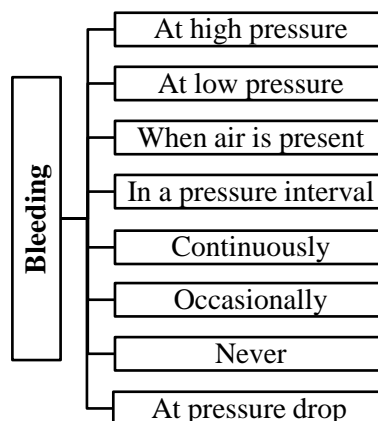 Bleeding
At high pressure
At low pressure
When air is present
In a pressure interval
Continuously
Occasionally
Never
At pressure drop